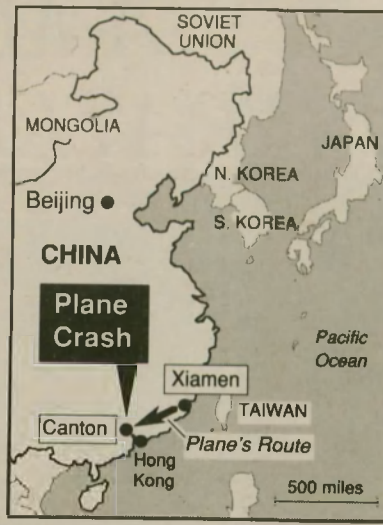 SOVIET
UNION
MONGOLIA
JAPAN
N. KOREA
Beijing
S. KOREA
CHINA
Plane
Crash
Pacific
Ocean
Xiamen
TAIWAN
Canton
Plane's Route
Hong
Kong
500 miles